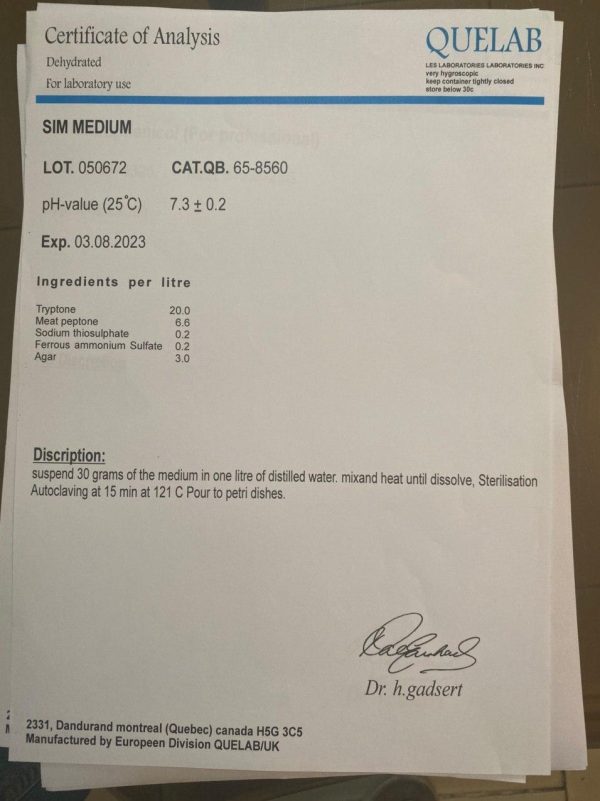 Certificate of Analysis
Dehydrated
For laboratory use
QUELAB
LES LABORATORIES LABORATORIES INC
very hygroscopic
keep container tightly closed
store below 30c
SIM MEDIUM
LOT. 050672 CAT.QB. 65-8560
pH-value (25°C) 7.3 ± 0.2
Exp. 03.08.2023
Ingredients per litre
Tryptone 20.0
Meat peptone 6.6
Sodium thiosulphate 0.2
Ferrous ammonium Sulfate 0.2
Agar 3.0
Discription:
suspend 30 grams of the medium in one litre of distilled water. mixand heat until dissolve, Sterilisation
Autoclaving at 15 min at 121 C Pour to petri dishes.
Dr. h.gadsert
2331, Dandurand montreal (Quebec) canada H5G 3C5
Manufactured by Europeen Division QUELAB/UK